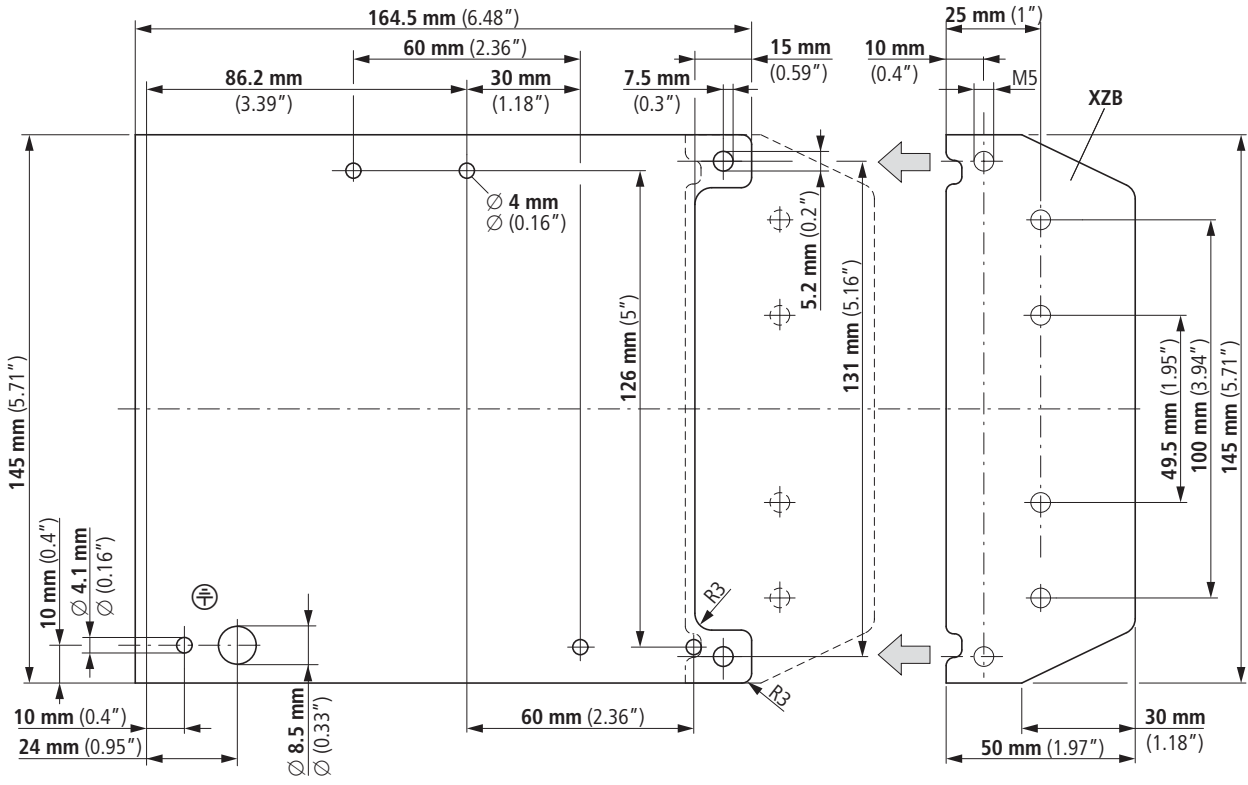 164.5 mm (6.48″)
25 mm (1″)
60 mm (2.36″)
15 mm
(0.59″)
10 mm
(0.4″)
86.2 mm
(3.39″)
30 mm
(1.18″)
7.5 mm
(0.3″)
M5
XZB
∅ 4 mm
∅ (0.16″)
5.2 mm (0.2″)
126 mm (5″)
131 mm (5.16″)
145 mm (5.71″)
49.5 mm (1.95″)
100 mm (3.94″)
145 mm (5.71″)
10 mm (0.4″)
∅ 4.1 mm
∅ (0.16″)
R3
R3
10 mm (0.4″)
24 mm (0.95″)
∅ 8.5 mm
∅ (0.33″)
60 mm (2.36″)
30 mm
(1.18″)
50 mm (1.97″)